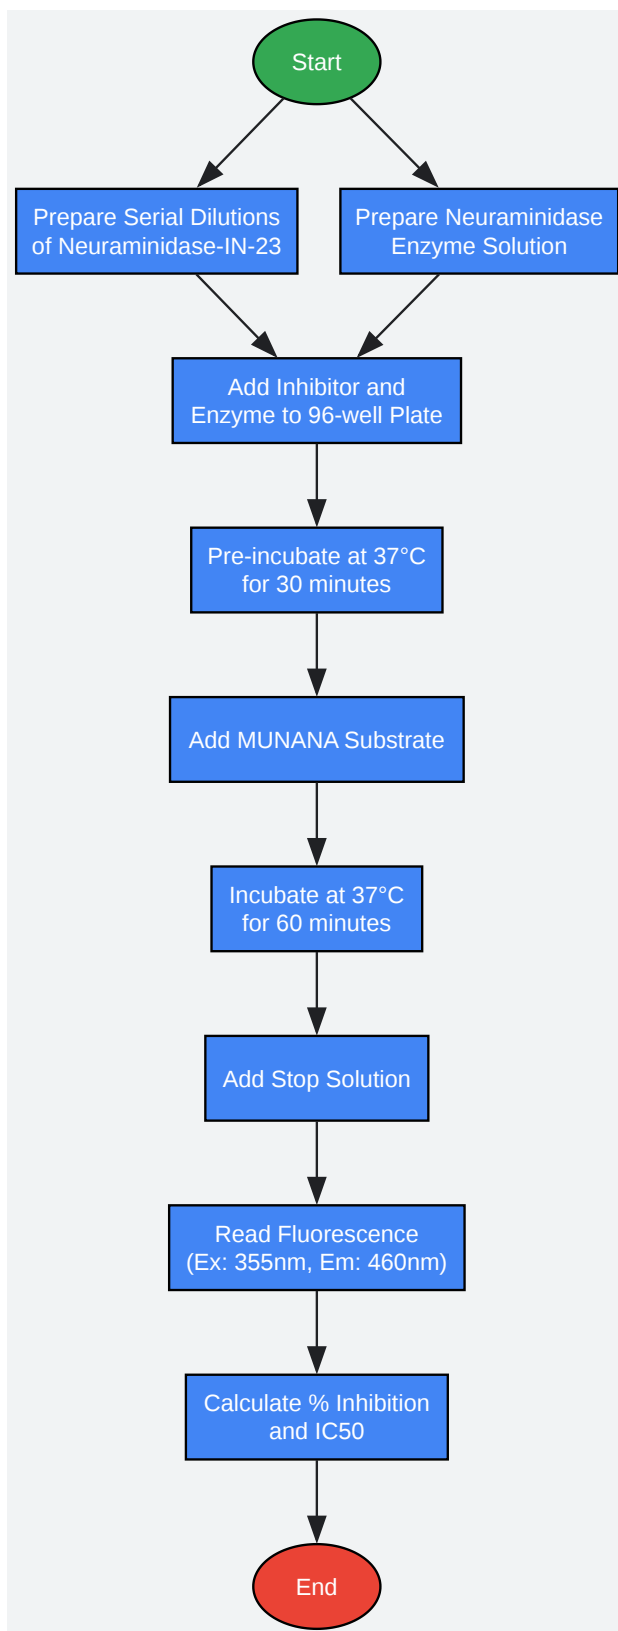 Start
Prepare Serial Dilutions
of Neuraminidase-IN-23
Prepare Neuraminidase
Enzyme Solution
Add Inhibitor and
Enzyme to 96-well Plate
Pre-incubate at 37°C
for 30 minutes
Add MUNANA Substrate
Incubate at 37°C
for 60 minutes
Add Stop Solution
Read Fluorescence
(Ex: 355nm, Em: 460nm)
Calculate % Inhibition
and IC50
End